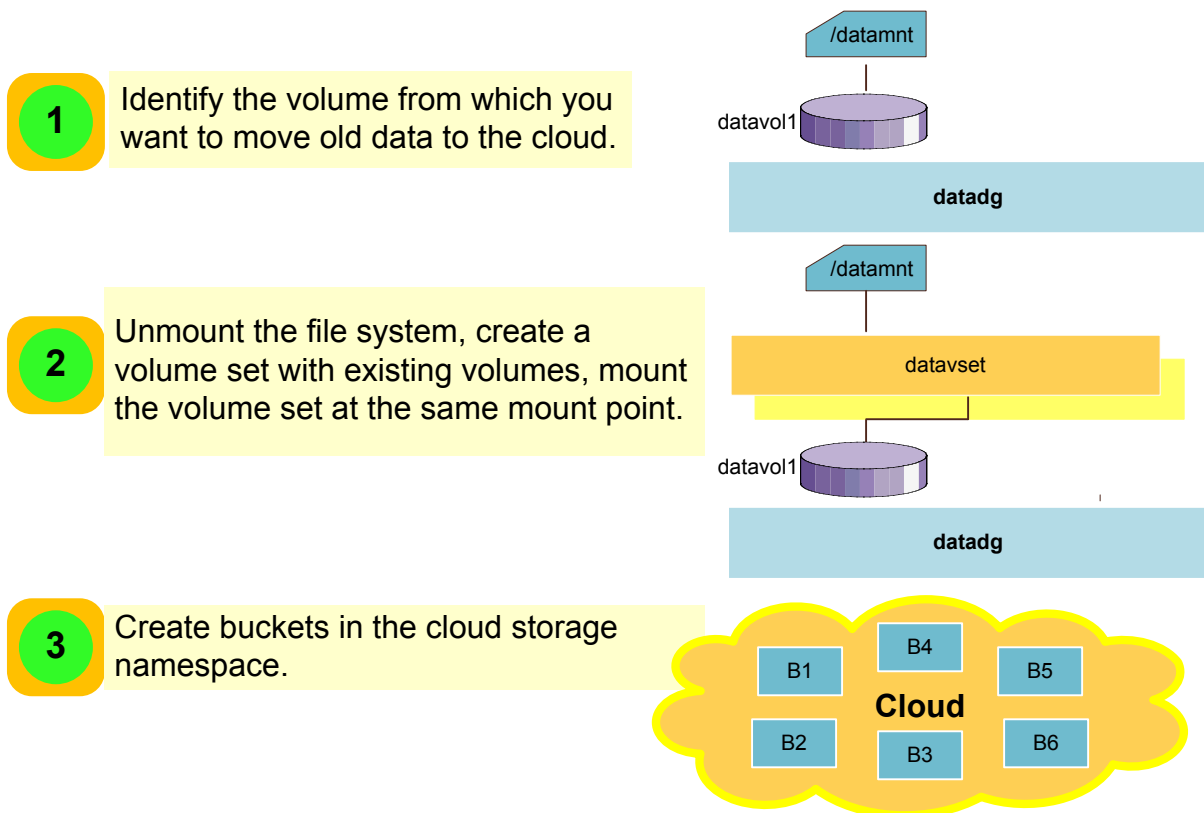 /datamnt
1
Identify the volume from which you
want to move old data to the cloud.
datavol1
datadg
/datamnt
2
Unmount the file system, create a
volume set with existing volumes, mount
the volume set at the same mount point.
datavset
datavol1
datadg
3
Create buckets in the cloud storage
namespace.
B4
B1
B5
Cloud
B2
B3
B6